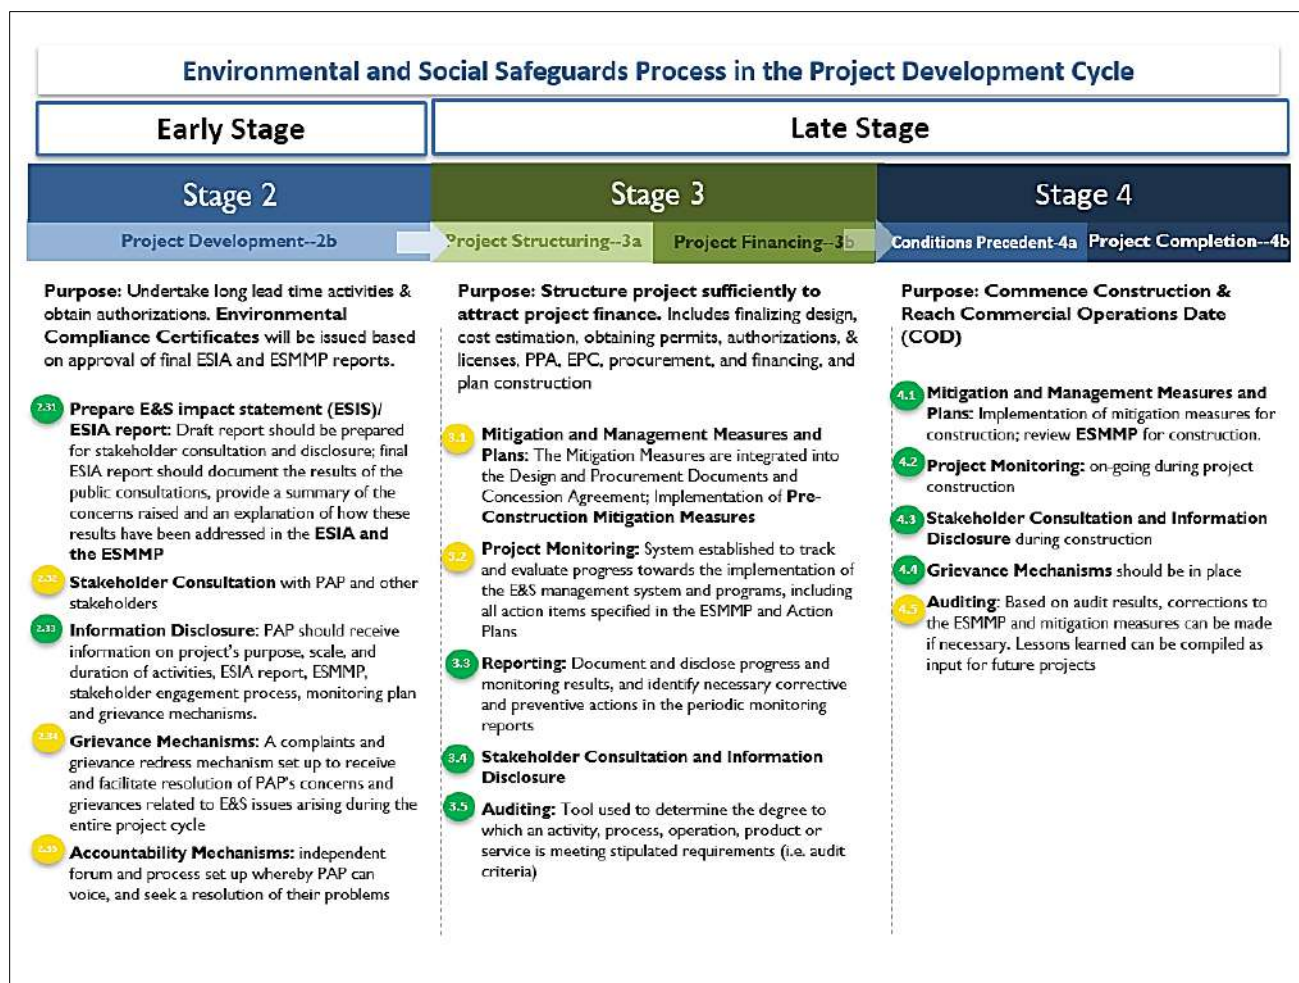 Environmental and Social Safeguards Process in the Project Development Cycle
Early Stage
Late Stage
Stage 2
Stage 3
Stage 4
Project Development--2b
Project Structuring--3a
Project Financing--3b
Conditions Precedent-4a
Project Completion--4b
Purpose: Undertake long lead time activities &
obtain authorizations. Environmental
Compliance Certificates will be issued based
on approval of final ESIA and ESMMP reports.
2.31
Prepare E&S impact statement (ESIS)/
ESIA report: Draft report should be prepared
for stakeholder consultation and disclosure; final
ESIA report should document the results of the
public consultations, provide a summary of the
concerns raised and an explanation of how these
results have been addressed in the ESIA and
the ESMMP
2.32
Stakeholder Consultation with PAP and other
stakeholders
2.33
Information Disclosure: PAP should receive
information on project's purpose, scale, and
duration of activities, ESIA report, ESMMP,
stakeholder engagement process, monitoring plan
and grievance mechanisms.
2.34
Grievance Mechanisms: A complaints and
grievance redress mechanism set up to receive
and facilitate resolution of PAP's concerns and
grievances related to E&S issues arising during the
entire project cycle
2.35
Accountability Mechanisms: independent
forum and process set up whereby PAP can
voice, and seek a resolution of their problems
Purpose: Structure project sufficiently to
attract project finance. Includes finalizing design,
cost estimation, obtaining permits, authorizations, &
licenses, PPA, EPC, procurement, and financing, and
plan construction
3.1
Mitigation and Management Measures and
Plans: The Mitigation Measures are integrated into
the Design and Procurement Documents and
Concession Agreement; Implementation of Pre-
Construction Mitigation Measures
3.2
Project Monitoring: System established to track
and evaluate progress towards the implementation of
the E&S management system and programs, including
all action items specified in the ESMMP and Action
Plans
3.3
Reporting: Document and disclose progress and
monitoring results, and identify necessary corrective
and preventive actions in the periodic monitoring
reports
3.4
Stakeholder Consultation and Information
Disclosure
3.5
Auditing: Tool used to determine the degree to
which an activity, process, operation, product or
service is meeting stipulated requirements (i.e. audit
criteria)
Purpose: Commence Construction &
Reach Commercial Operations Date
(COD)
4.1
Mitigation and Management Measures and
Plans: Implementation of mitigation measures for
construction; review ESMMP for construction.
4.2
Project Monitoring: on-going during project
construction
4.3
Stakeholder Consultation and Information
Disclosure during construction
4.4
Grievance Mechanisms should be in place
4.5
Auditing: Based on audit results, corrections to
the ESMMP and mitigation measures can be made
if necessary. Lessons learned can be compiled as
input for future projects